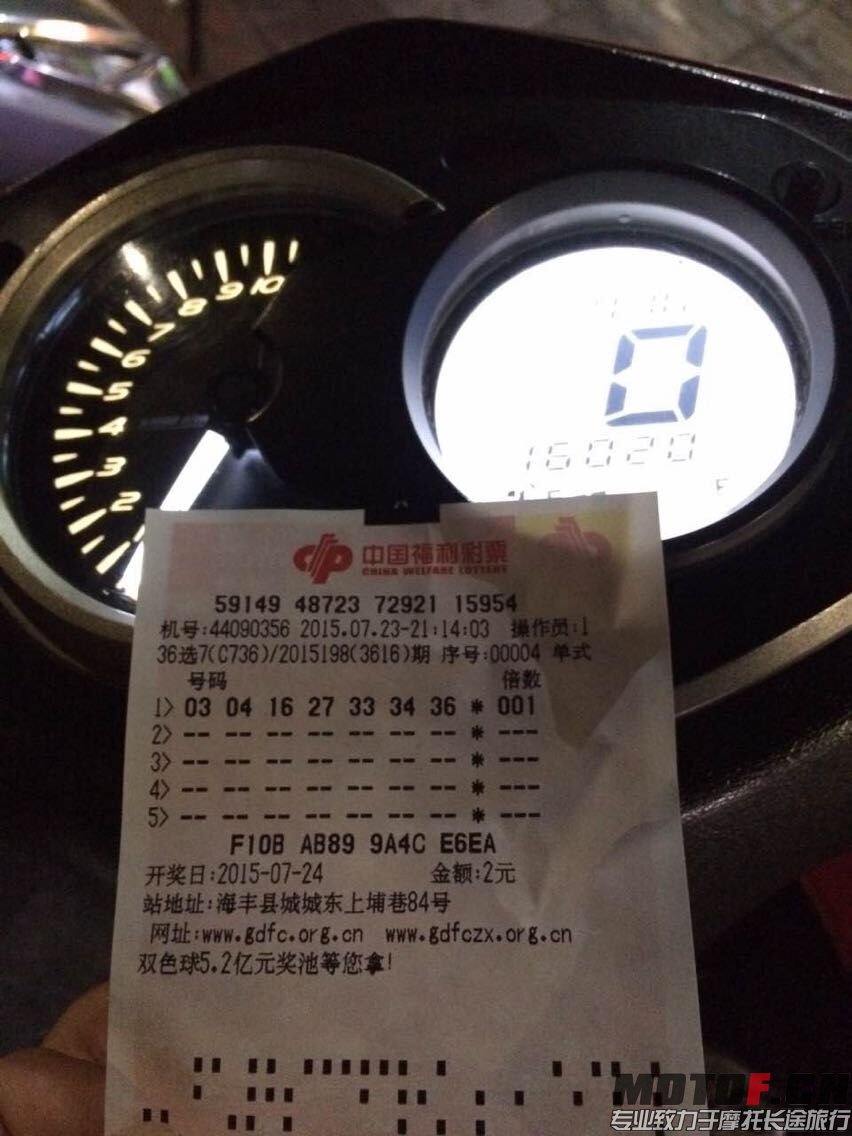 10
9
8
7
6
5
4
3
2
0
16020
F
中国福利彩票
CHINA WELFARE LOTTERY
59149 48723 72921 15954
机号:44090356 2015.07.23-21:14:03 操作员:1
36选7(C736)/2015198(3616)期 序号:00004 单式
号码 倍数
1> 03 04 16 27 33 34 36 * 001
2> -- -- -- -- -- -- -- * ---
3> -- -- -- -- -- -- -- * ---
4> -- -- -- -- -- -- -- * ---
5> -- -- -- -- -- -- -- * ---
F10B AB89 9A4C E6EA
开奖日:2015-07-24 金额:2元
站地址:海丰县城城东上埔巷84号
网址:www.gdfc.org.cn www.gdfczx.org.cn
双色球5.2亿元奖池等您拿!
MOTOF.CN
专业致力于摩托长途旅行